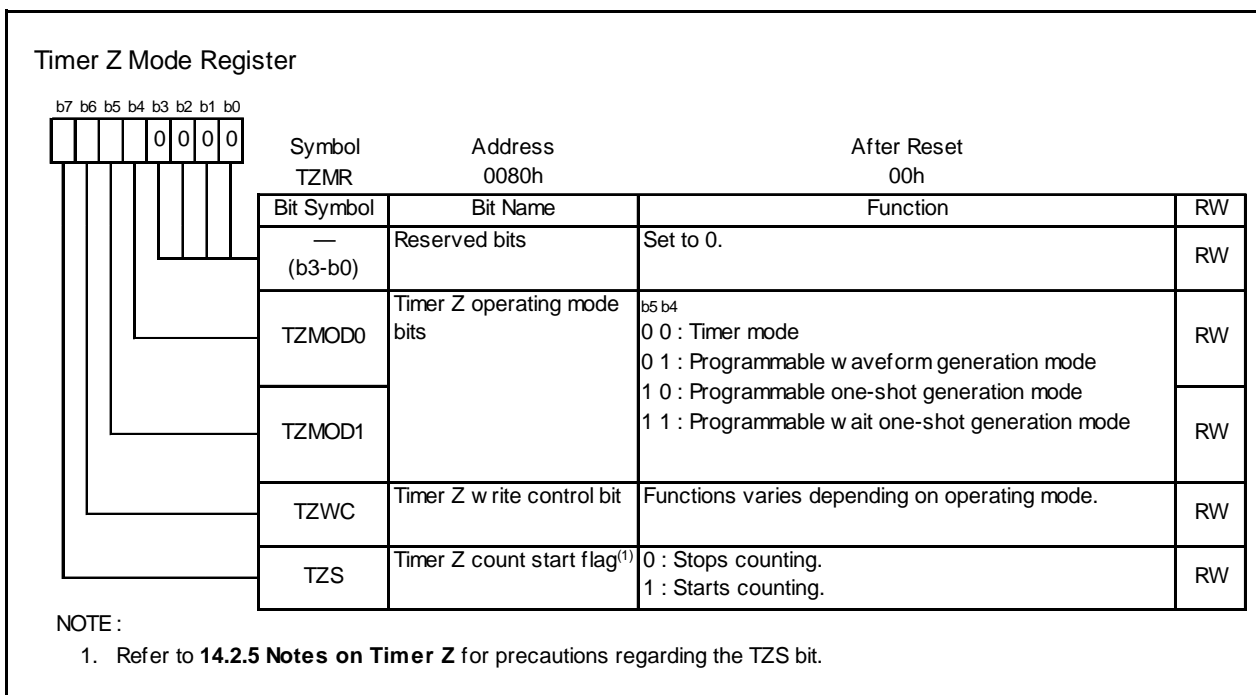 Timer Z Mode Register
b7 b6 b5 b4 b3 b2 b1 b0
0 0 0 0
Symbol Address After Reset
TZMR 0080h 00h
Bit Symbol Bit Name Function RW
— (b3-b0) Reserved bits Set to 0. RW
TZMOD0 Timer Z operating mode bits b5 b4
0 0 : Timer mode RW
0 1 : Programmable waveform generation mode
1 0 : Programmable one-shot generation mode
TZMOD1 1 1 : Programmable wait one-shot generation mode RW
TZWC Timer Z write control bit Functions varies depending on operating mode. RW
TZS Timer Z count start flag(1) 0 : Stops counting. RW
1 : Starts counting.
NOTE :
1. Refer to 14.2.5 Notes on Timer Z for precautions regarding the TZS bit.